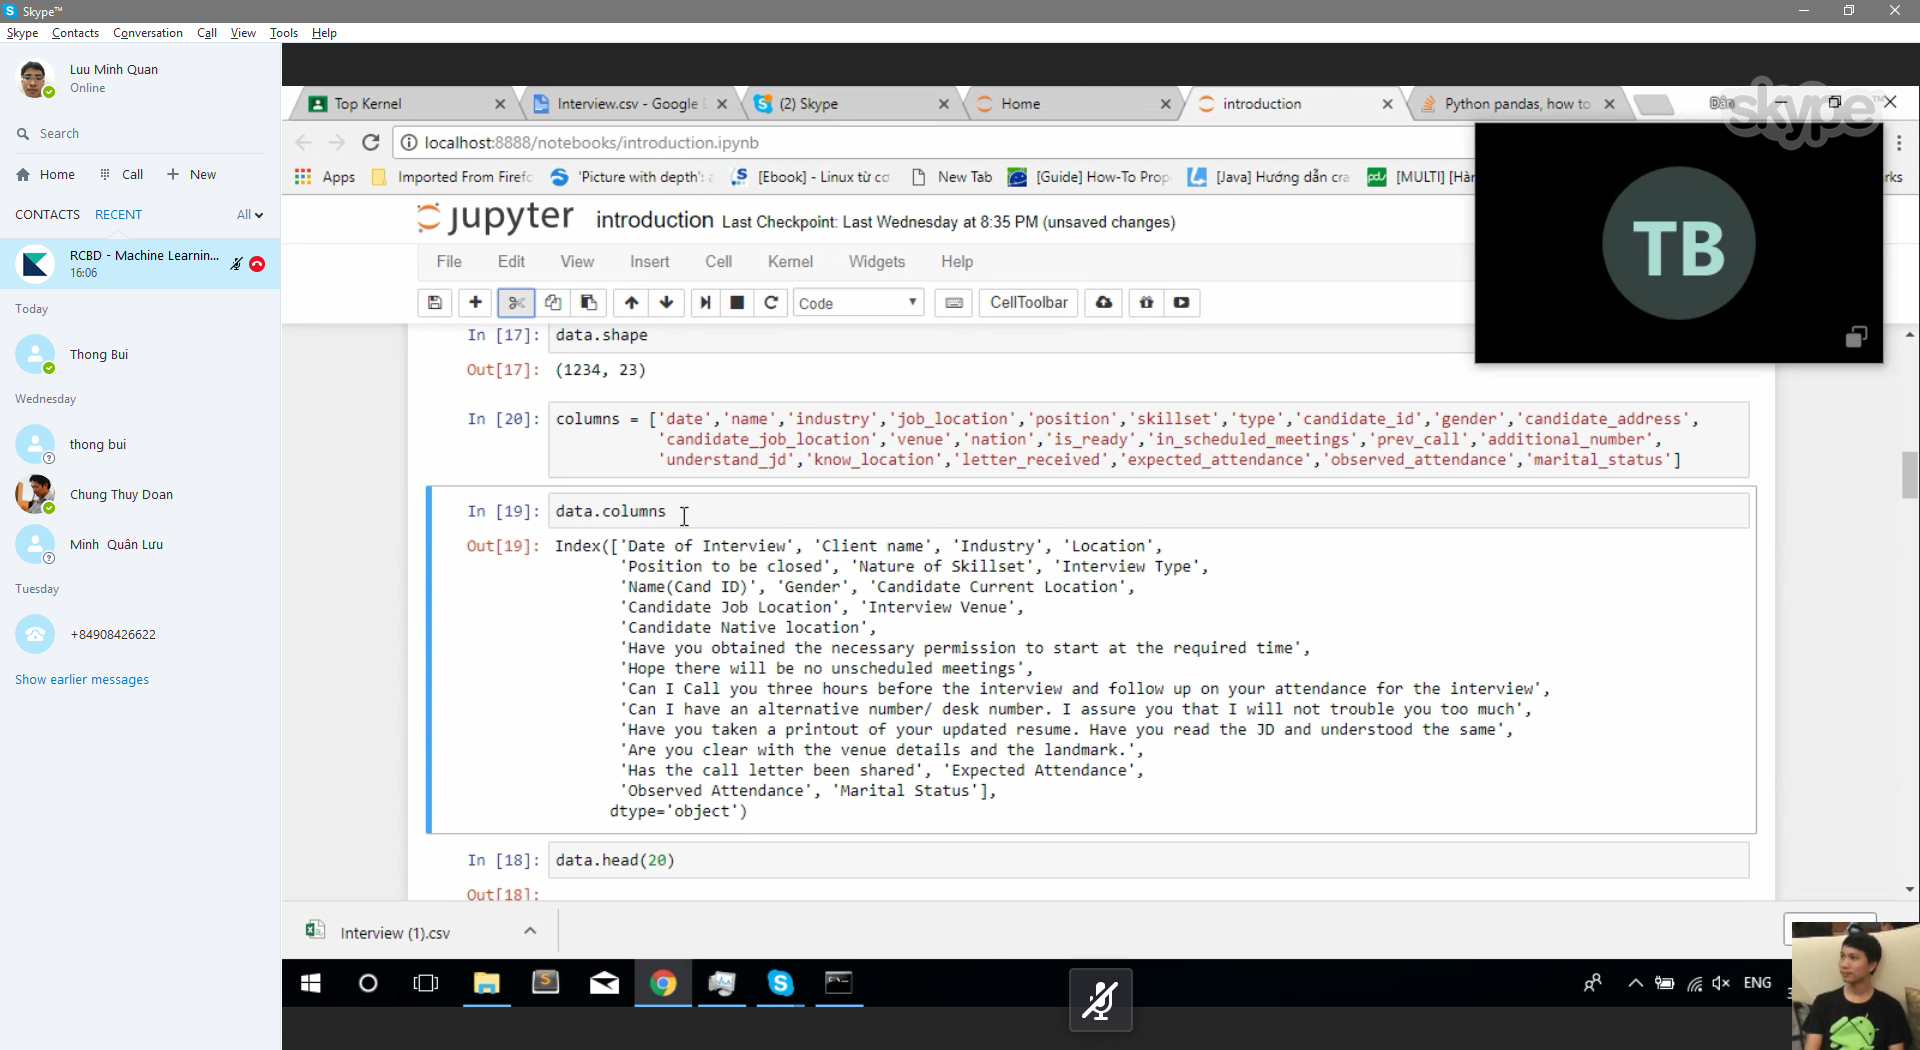 Skype™
Skype Contacts Conversation Call View Tools Help
Luu Minh Quan
Online
Search
Home Call New
CONTACTS RECENT All
RCBD - Machine Learnin...
16:06
Today
Thong Bui
Wednesday
thong bui
Chung Thuy Doan
Minh Quân Lưu
Tuesday
+84908426622
Show earlier messages
Top Kernel
Interview.csv - Google
(2) Skype
Home
introduction
Python pandas, how to
skype™
localhost:8888/notebooks/introduction.ipynb
Apps
Imported From Firefo
'Picture with depth':
[Ebook] - Linux từ cơ
New Tab
[Guide] How-To Prop
[Java] Hướng dẫn cra
[MULTI] [Hàn
rks
TB
jupyter introduction Last Checkpoint: Last Wednesday at 8:35 PM (unsaved changes)
File Edit View Insert Cell Kernel Widgets Help
Code CellToolbar
In [17]: data.shape
Out[17]: (1234, 23)
In [20]: columns = ['date','name','industry','job_location','position','skillset','type','candidate_id','gender','candidate_address',
'candidate_job_location','venue','nation','is_ready','in_scheduled_meetings','prev_call','additional_number',
'understand_jd','know_location','letter_received','expected_attendance','observed_attendance','marital_status']
In [19]: data.columns
Out[19]: Index(['Date of Interview', 'Client name', 'Industry', 'Location',
'Position to be closed', 'Nature of Skillset', 'Interview Type',
'Name(Cand ID)', 'Gender', 'Candidate Current Location',
'Candidate Job Location', 'Interview Venue',
'Candidate Native location',
'Have you obtained the necessary permission to start at the required time',
'Hope there will be no unscheduled meetings',
'Can I Call you three hours before the interview and follow up on your attendance for the interview',
'Can I have an alternative number/ desk number. I assure you that I will not trouble you too much',
'Have you taken a printout of your updated resume. Have you read the JD and understood the same',
'Are you clear with the venue details and the landmark.',
'Has the call letter been shared', 'Expected Attendance',
'Observed Attendance', 'Marital Status'],
dtype='object')
In [18]: data.head(20)
Out[18]:
Interview (1).csv
ENG